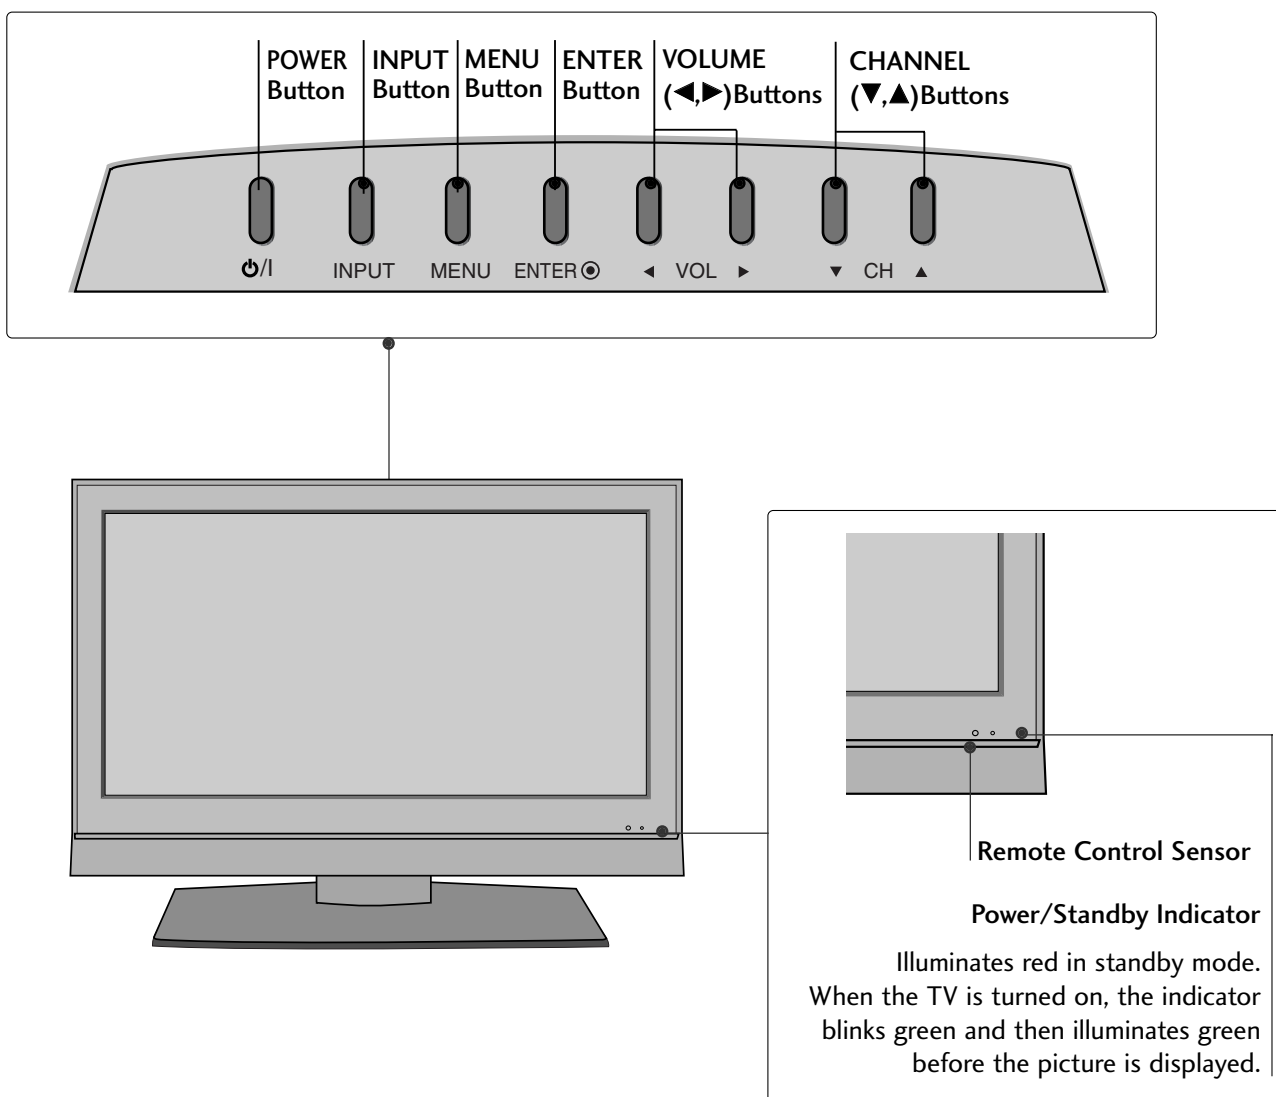 POWER
Button
INPUT
Button
MENU
Button
ENTER
Button
VOLUME
(◀,▶)Buttons
CHANNEL
(▼,▲)Buttons
⏻/I
INPUT
MENU
ENTER
◀ VOL ▶
▼ CH ▲
Remote Control Sensor
Power/Standby Indicator
Illuminates red in standby mode.
When the TV is turned on, the indicator
blinks green and then illuminates green
before the picture is displayed.